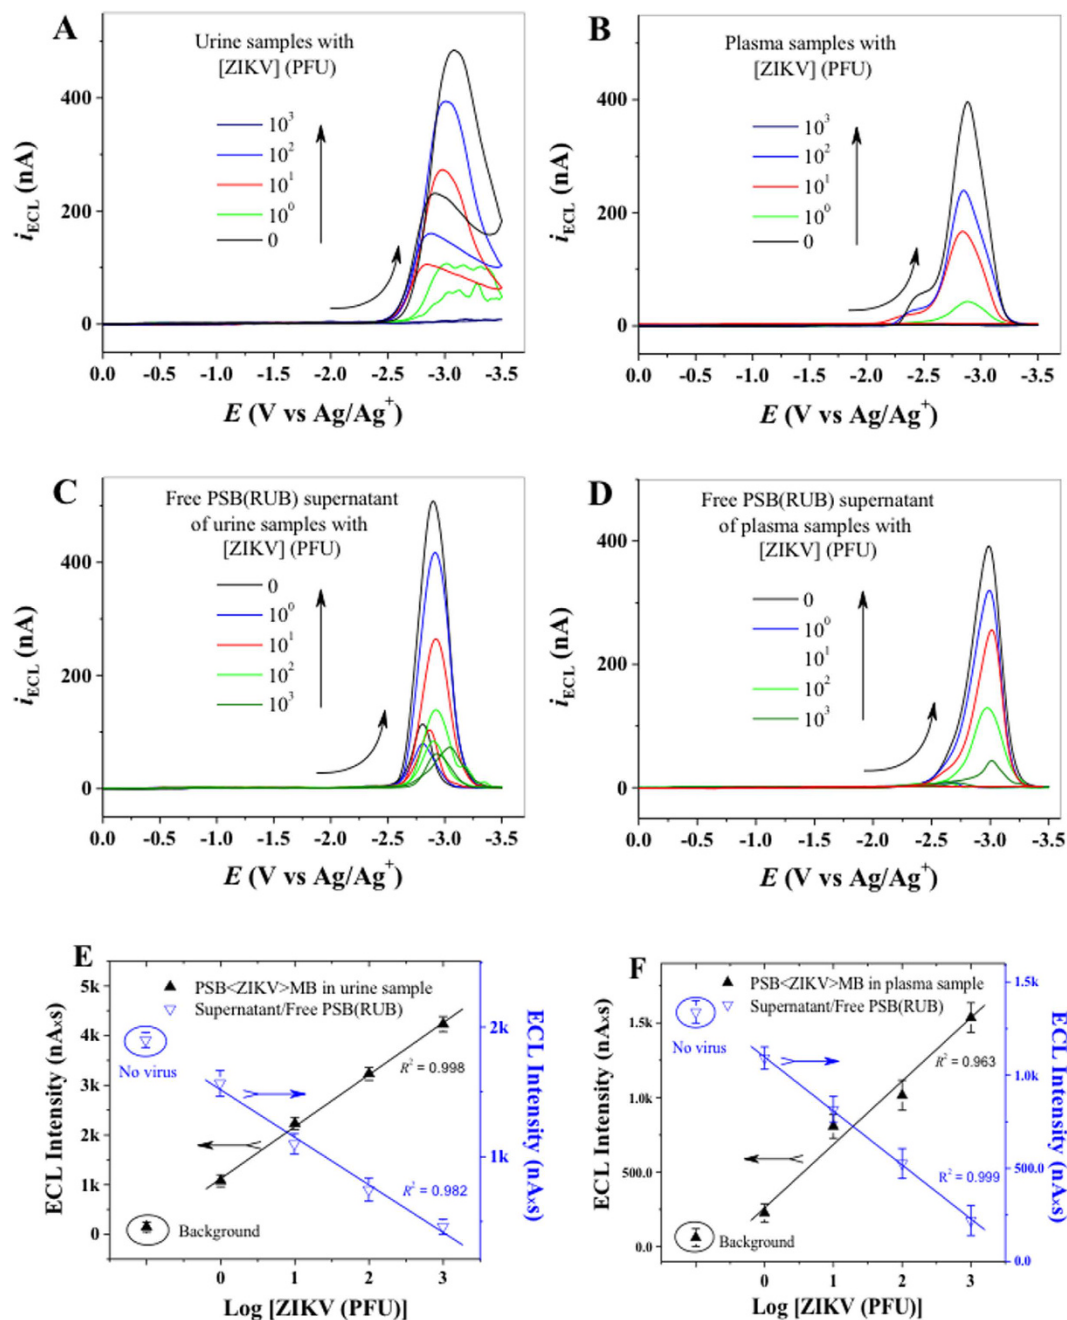 A
Urine samples with
[ZIKV] (PFU)
10³
10²
10¹
10⁰
0
400
200
0
i_ECL (nA)
0.0 -0.5 -1.0 -1.5 -2.0 -2.5 -3.0 -3.5
E (V vs Ag/Ag⁺)
B
Plasma samples with
[ZIKV] (PFU)
10³
10²
10¹
10⁰
0
400
200
0
i_ECL (nA)
0.0 -0.5 -1.0 -1.5 -2.0 -2.5 -3.0 -3.5
E (V vs Ag/Ag⁺)
C
Free PSB(RUB) supernatant
of urine samples with
[ZIKV] (PFU)
0
10⁰
10¹
10²
10³
400
200
0
i_ECL (nA)
0.0 -0.5 -1.0 -1.5 -2.0 -2.5 -3.0 -3.5
E (V vs Ag/Ag⁺)
D
Free PSB(RUB) supernatant
of plasma samples with
[ZIKV] (PFU)
0
10⁰
10¹
10²
10³
400
200
0
i_ECL (nA)
0.0 -0.5 -1.0 -1.5 -2.0 -2.5 -3.0 -3.5
E (V vs Ag/Ag⁺)
E
PSB<ZIKV>MB in urine sample
Supernatant/Free PSB(RUB)
No virus
R² = 0.998
R² = 0.982
Background
5k
4k
3k
2k
1k
0
ECL Intensity (nA×s)
2k
1k
ECL Intensity (nA×s)
0 1 2 3
Log [ZIKV (PFU)]
F
PSB<ZIKV>MB in plasma sample
Supernatant/Free PSB(RUB)
No virus
R² = 0.963
R² = 0.999
Background
1.5k
1.0k
500.0
0.0
ECL Intensity (nA×s)
1.5k
1.0k
500.0
0.0
ECL Intensity (nA×s)
0 1 2 3
Log [ZIKV (PFU)]